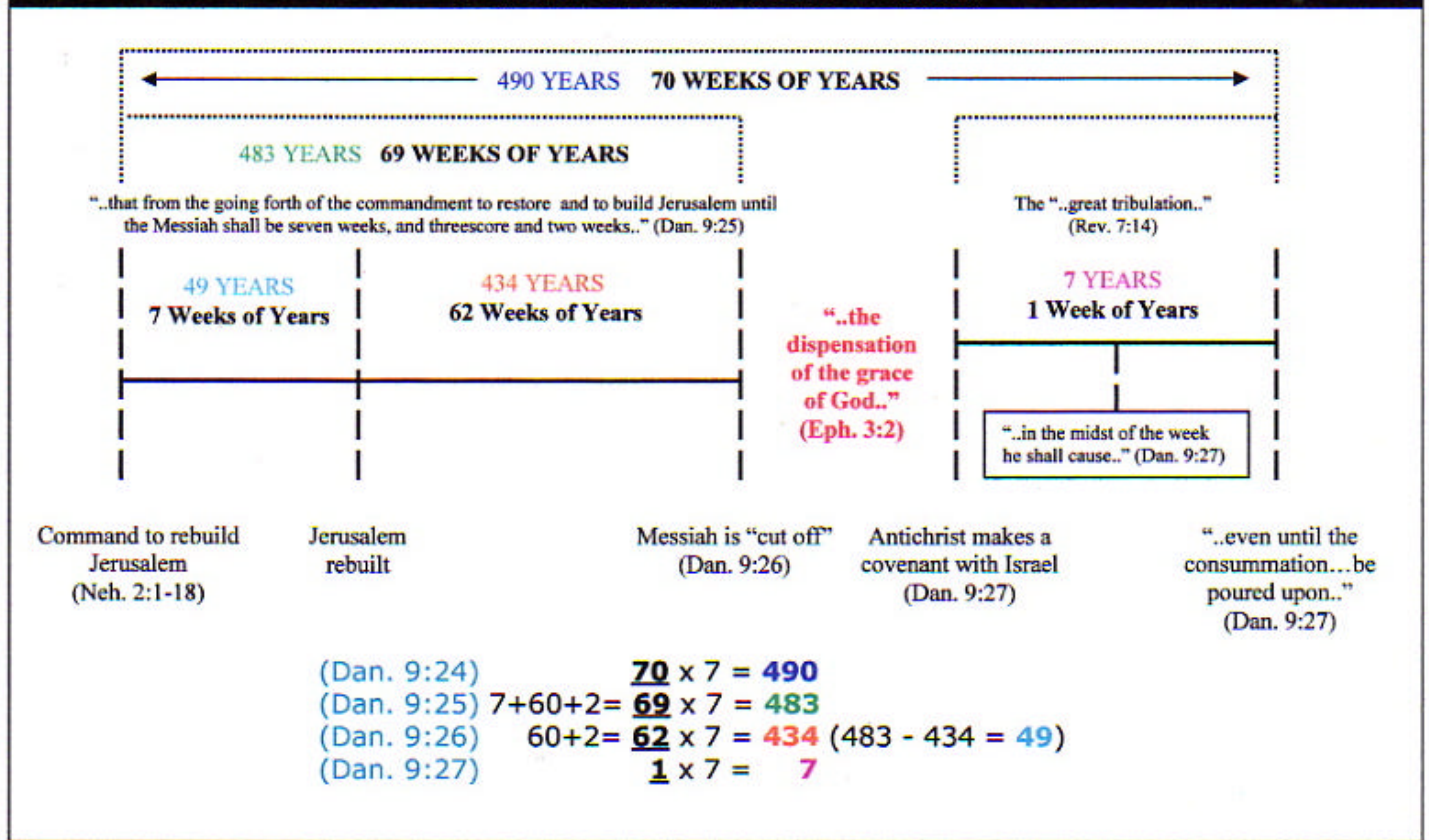 490 YEARS 70 WEEKS OF YEARS
483 YEARS 69 WEEKS OF YEARS
“..that from the going forth of the commandment to restore and to build Jerusalem until
the Messiah shall be seven weeks, and threescore and two weeks..” (Dan. 9:25)
The “..great tribulation..”
(Rev. 7:14)
49 YEARS
7 Weeks of Years
434 YEARS
62 Weeks of Years
“..the
dispensation
of the grace
of God..”
(Eph. 3:2)
7 YEARS
1 Week of Years
“..in the midst of the week
he shall cause..” (Dan. 9:27)
Command to rebuild
Jerusalem
(Neh. 2:1-18)
Jerusalem
rebuilt
Messiah is “cut off”
(Dan. 9:26)
Antichrist makes a
covenant with Israel
(Dan. 9:27)
“..even until the
consummation...be
poured upon..”
(Dan. 9:27)
(Dan. 9:24) 70 x 7 = 490
(Dan. 9:25) 7+60+2= 69 x 7 = 483
(Dan. 9:26) 60+2= 62 x 7 = 434 (483 - 434 = 49)
(Dan. 9:27) 1 x 7 = 7